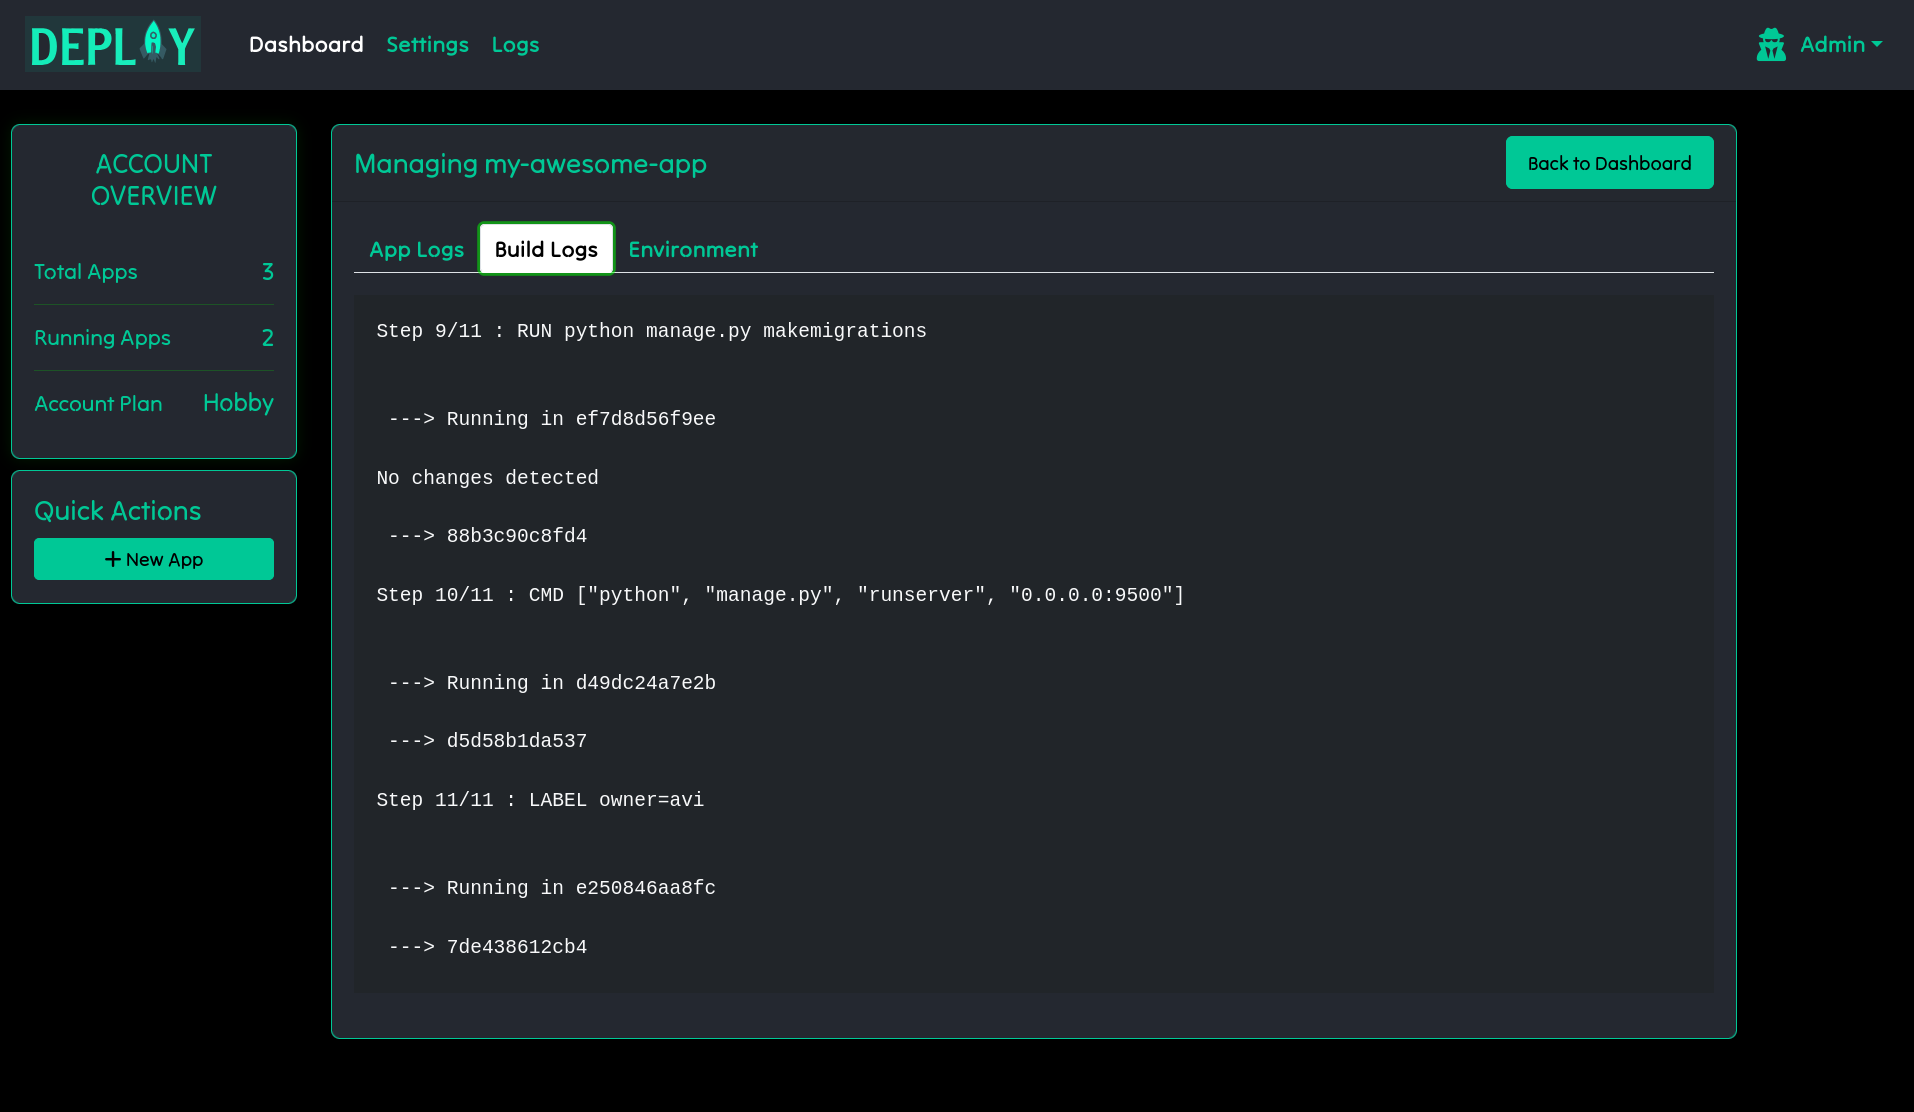 DEPLOY
Dashboard Settings Logs
Admin
ACCOUNT
OVERVIEW
Total Apps 3
Running Apps 2
Account Plan Hobby
Quick Actions
New App
Managing my-awesome-app
Back to Dashboard
App Logs Build Logs Environment
Step 9/11 : RUN python manage.py makemigrations
---> Running in ef7d8d56f9ee
No changes detected
---> 88b3c90c8fd4
Step 10/11 : CMD ["python", "manage.py", "runserver", "0.0.0.0:9500"]
---> Running in d49dc24a7e2b
---> d5d58b1da537
Step 11/11 : LABEL owner=avi
---> Running in e250846aa8fc
---> 7de438612cb4